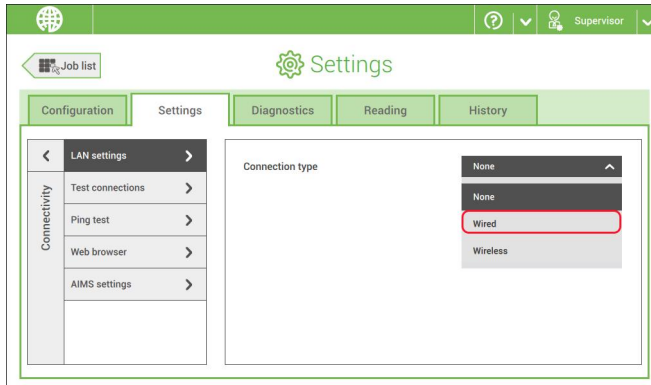 Supervisor
Job list
Settings
Configuration
Settings
Diagnostics
Reading
History
Connectivity
LAN settings
Test connections
Ping test
Web browser
AIMS settings
Connection type
None
None
Wired
Wireless